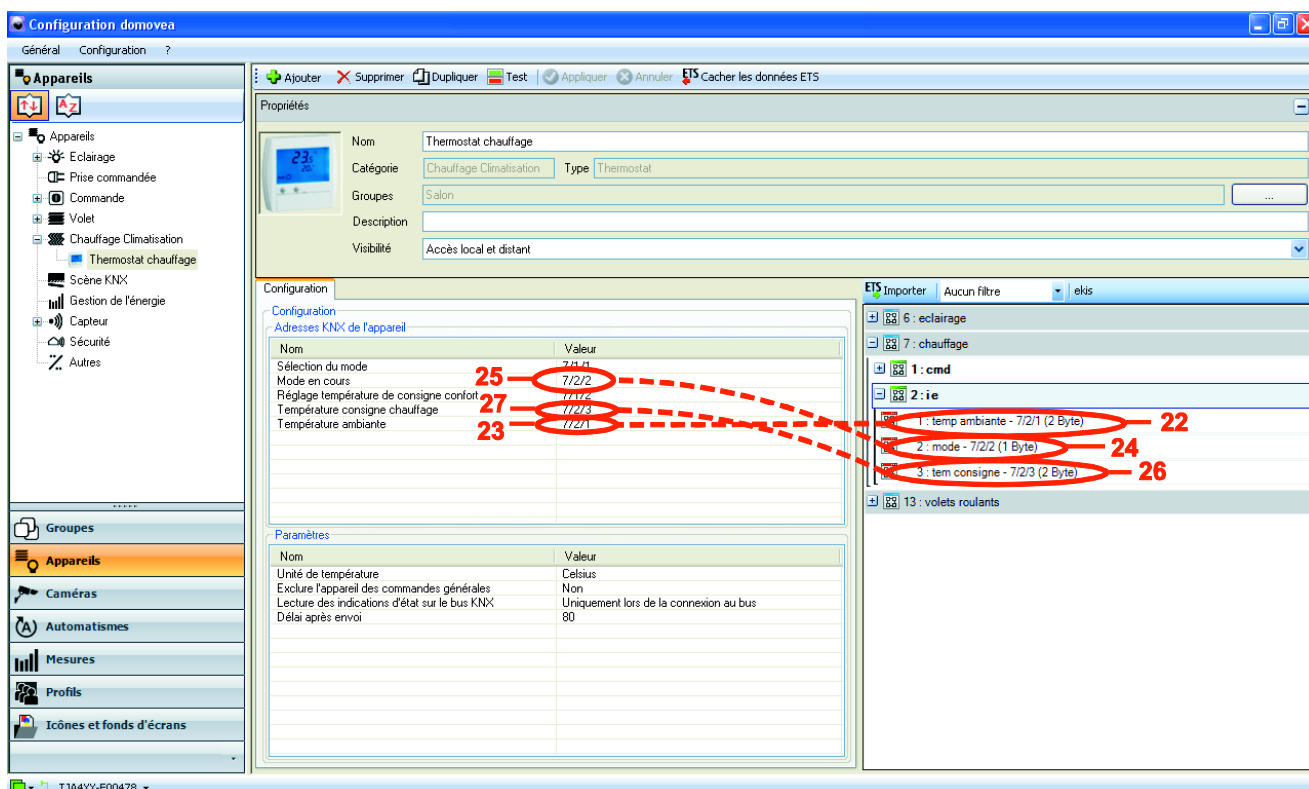 Configuration domovea
Général Configuration ?
Appareils
Ajouter Supprimer Dupliquer Test Appliquer Annuler ETS Cacher les données ETS
Propriétés
Appareils
Eclairage
Prise commandée
Commande
Volet
Chauffage Climatisation
Thermostat chauffage
Scène KNX
Gestion de l'énergie
Capteur
Sécurité
Autres
Groupes
Appareils
Caméras
Automatismes
Mesures
Profils
Icônes et fonds d'écrans
Nom Thermostat chauffage
Catégorie Chauffage Climatisation Type Thermostat
Groupes Salon ...
Description
Visibilité Accès local et distant
Configuration
Configuration
Adresses KNX de l'appareil
Nom Valeur
Sélection du mode 7/1/1
Mode en cours 25 7/2/2
Réglage température de consigne confort 7/1/2
Température consigne chauffage 27 7/2/3
Température ambiante 23 7/2/1
Paramètres
Nom Valeur
Unité de température Celsius
Exclure l'appareil des commandes générales Non
Lecture des indications d'état sur le bus KNX Uniquement lors de la connexion au bus
Délai après envoi 80
ETS Importer Aucun filtre ekis
6 : eclairage
7 : chauffage
1 : cmd
2 : ie
1 : temp ambiante - 7/2/1 (2 Byte) 22
2 : mode - 7/2/2 (1 Byte) 24
3 : tem consigne - 7/2/3 (2 Byte) 26
13 : volets roulants
TJA4XX-E00478